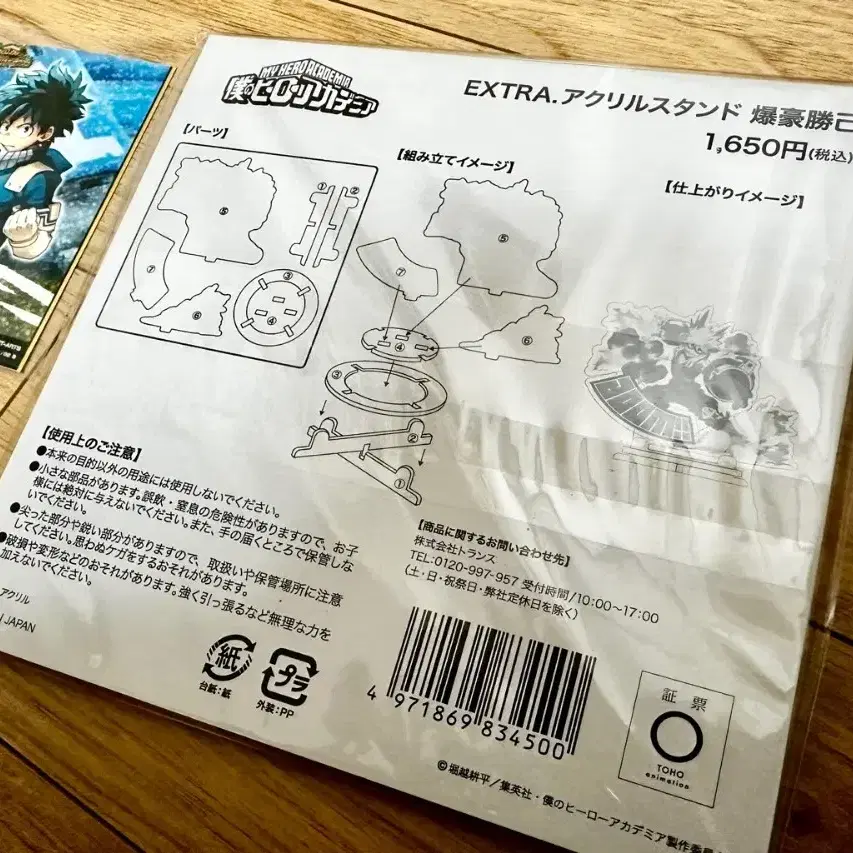 MY HERO ACADEMIA
僕のヒーローアカデミア
EXTRA.アクリルスタンド 爆豪勝己
1,650円(税込)
【パーツ】
【組み立てイメージ】
【仕上がりイメージ】
① ②
⑤
③
④
⑦
⑥
⑤
⑦
⑥
④
③
②
①
【使用上のご注意】
●本来の目的以外の用途には使用しないでください。
●小さな部品があります。誤飲・窒息の危険性がありますので、お子
様には絶対に与えないでください。また、手の届くところで保管しな
いでください。
●尖った部分や鋭い部分がありますので、取扱いや保管場所に注意
してください。思わぬケガをするおそれがあります。
●破損や変形などのおそれがあります。強く引っ張るなど無理な力を
加えないでください。
アクリル
JAPAN
【商品に関するお問い合わせ先】
株式会社トランス
TEL:0120-997-957 受付時間/10:00〜17:00
(土・日・祝祭日・弊社定休日を除く)
紙
台紙:紙
プラ
外装:PP
4 971869 834500
証票
TOHO
animation
©堀越耕平/集英社・僕のヒーローアカデミア製作委員